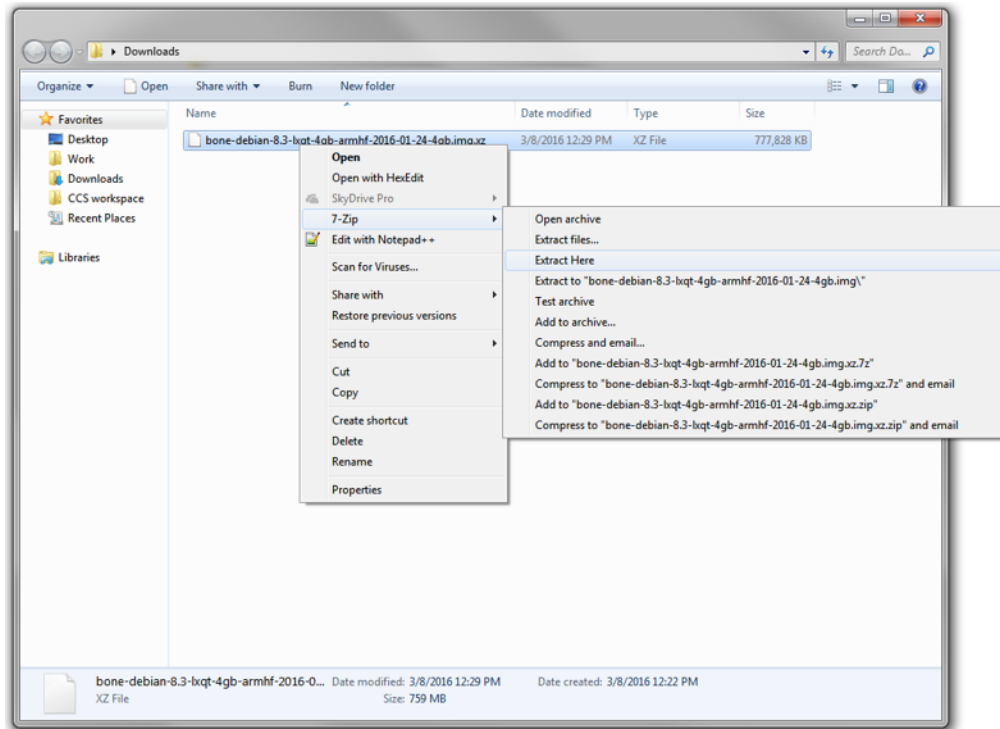 Downloads
Search Do...
Organize Open Share with Burn New folder
Favorites
Desktop
Work
Downloads
CCS workspace
Recent Places
Libraries
Name Date modified Type Size
bone-debian-8.3-lxqt-4gb-armhf-2016-01-24-4gb.img.xz 3/8/2016 12:29 PM XZ File 777,828 KB
Open
Open with HexEdit
SkyDrive Pro
7-Zip
Edit with Notepad++
Scan for Viruses...
Share with
Restore previous versions
Send to
Cut
Copy
Create shortcut
Delete
Rename
Properties
Open archive
Extract files...
Extract Here
Extract to "bone-debian-8.3-lxqt-4gb-armhf-2016-01-24-4gb.img\"
Test archive
Add to archive...
Compress and email...
Add to "bone-debian-8.3-lxqt-4gb-armhf-2016-01-24-4gb.img.xz.7z"
Compress to "bone-debian-8.3-lxqt-4gb-armhf-2016-01-24-4gb.img.xz.7z" and email
Add to "bone-debian-8.3-lxqt-4gb-armhf-2016-01-24-4gb.img.xz.zip"
Compress to "bone-debian-8.3-lxqt-4gb-armhf-2016-01-24-4gb.img.xz.zip" and email
bone-debian-8.3-lxqt-4gb-armhf-2016-0... Date modified: 3/8/2016 12:29 PM Date created: 3/8/2016 12:22 PM
XZ File Size: 759 MB